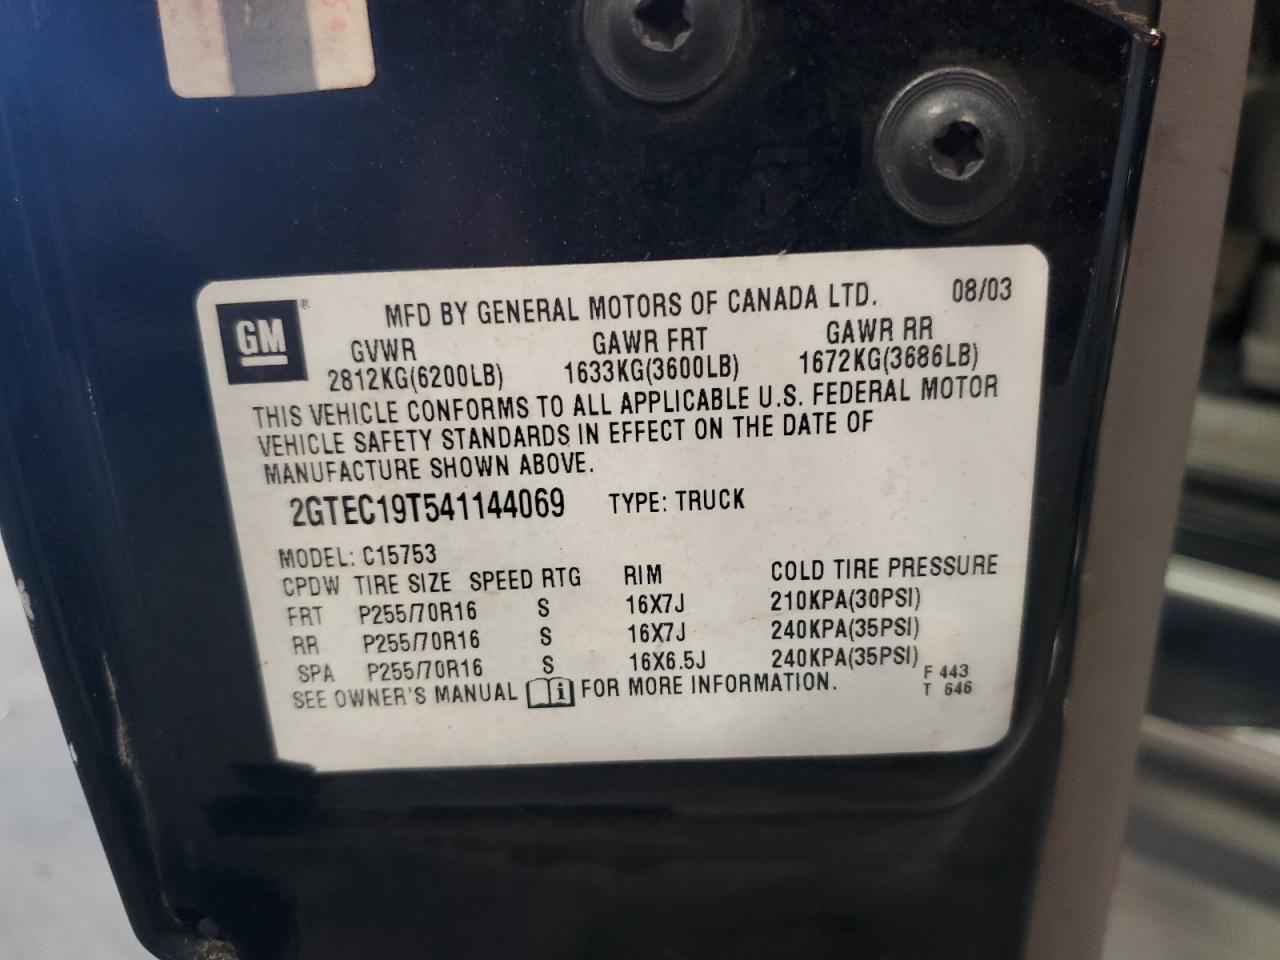 GM ®
MFD BY GENERAL MOTORS OF CANADA LTD. 08/03
GVWR GAWR FRT GAWR RR
2812KG(6200LB) 1633KG(3600LB) 1672KG(3686LB)
THIS VEHICLE CONFORMS TO ALL APPLICABLE U.S. FEDERAL MOTOR
VEHICLE SAFETY STANDARDS IN EFFECT ON THE DATE OF
MANUFACTURE SHOWN ABOVE.
2GTEC19T541144069 TYPE: TRUCK
MODEL: C15753
CPDW TIRE SIZE SPEED RTG RIM COLD TIRE PRESSURE
FRT P255/70R16 S 16X7J 210KPA(30PSI)
RR P255/70R16 S 16X7J 240KPA(35PSI)
SPA P255/70R16 S 16X6.5J 240KPA(35PSI)
SEE OWNER'S MANUAL i FOR MORE INFORMATION.
F 443
T 646